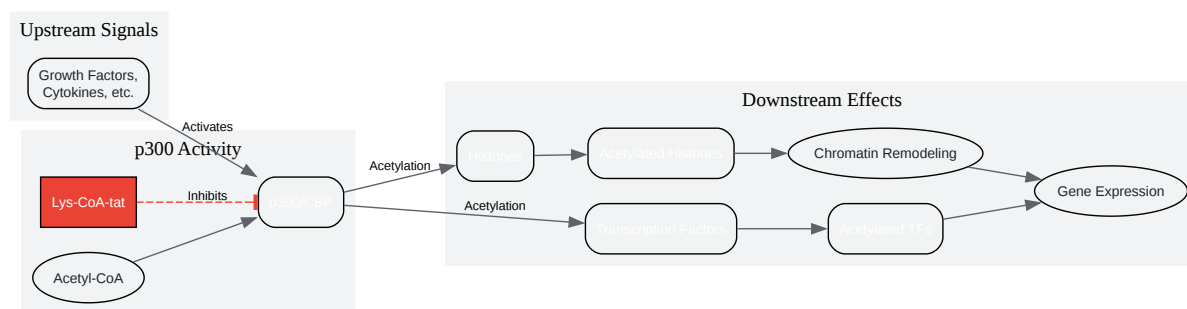 Upstream Signals
Growth Factors,
Cytokines, etc.
Activates
p300 Activity
Lys-CoA-tat
Inhibits
p300/CBP
Acetyl-CoA
Acetylation
Acetylation
Downstream Effects
Histones
Acetylated Histones
Chromatin Remodeling
Gene Expression
Transcription Factors
Acetylated TFs